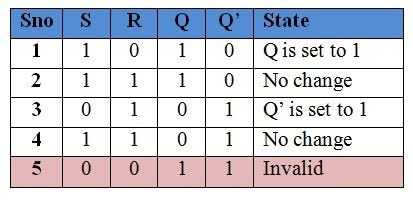 Sno S R Q Q’ State
1 1 0 1 0 Q is set to 1
2 1 1 1 0 No change
3 0 1 0 1 Q’ is set to 1
4 1 1 0 1 No change
5 0 0 1 1 Invalid